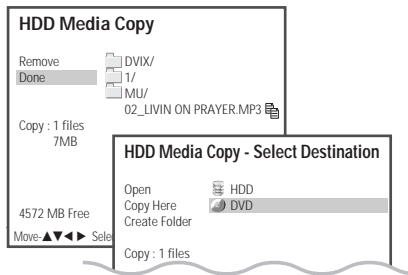 HDD Media Copy
Remove
Done
DVIX/
1/
MU/
02_LIVIN ON PRAYER.MP3
Copy : 1 files
7MB
4572 MB Free
Move-▲▼◄ ►
HDD Media Copy - Select Destination
Open
Copy Here
Create Folder
HDD
DVD
Copy : 1 files